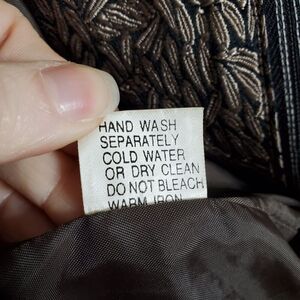 HAND WASH
SEPARATELY
COLD WATER
OR DRY CLEAN
DO NOT BLEACH
WARM IRON